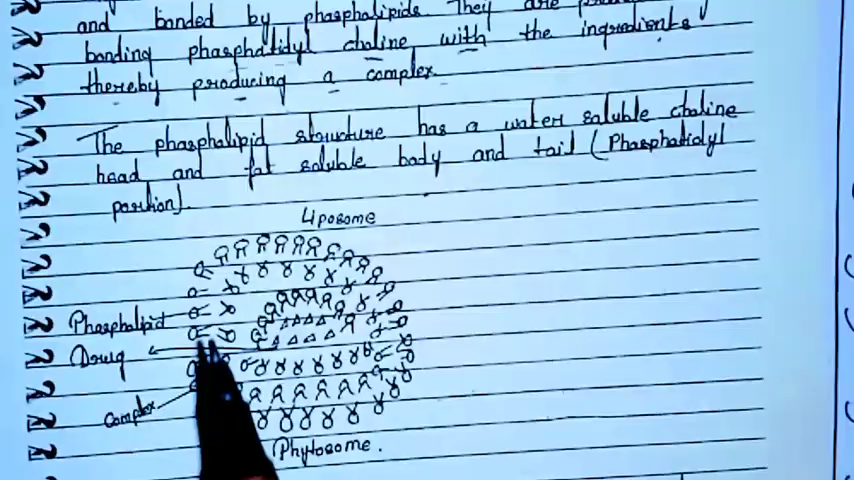 and bonded by phospholipids. They are
bonding phosphatidyl choline with the ingredients
thereby producing a complex.
The phospholipid structure has a water soluble choline
head and fat soluble body and tail (Phosphatidyl
portion).
Liposome
Phospholipid
Drug
Complex
Phytosome.